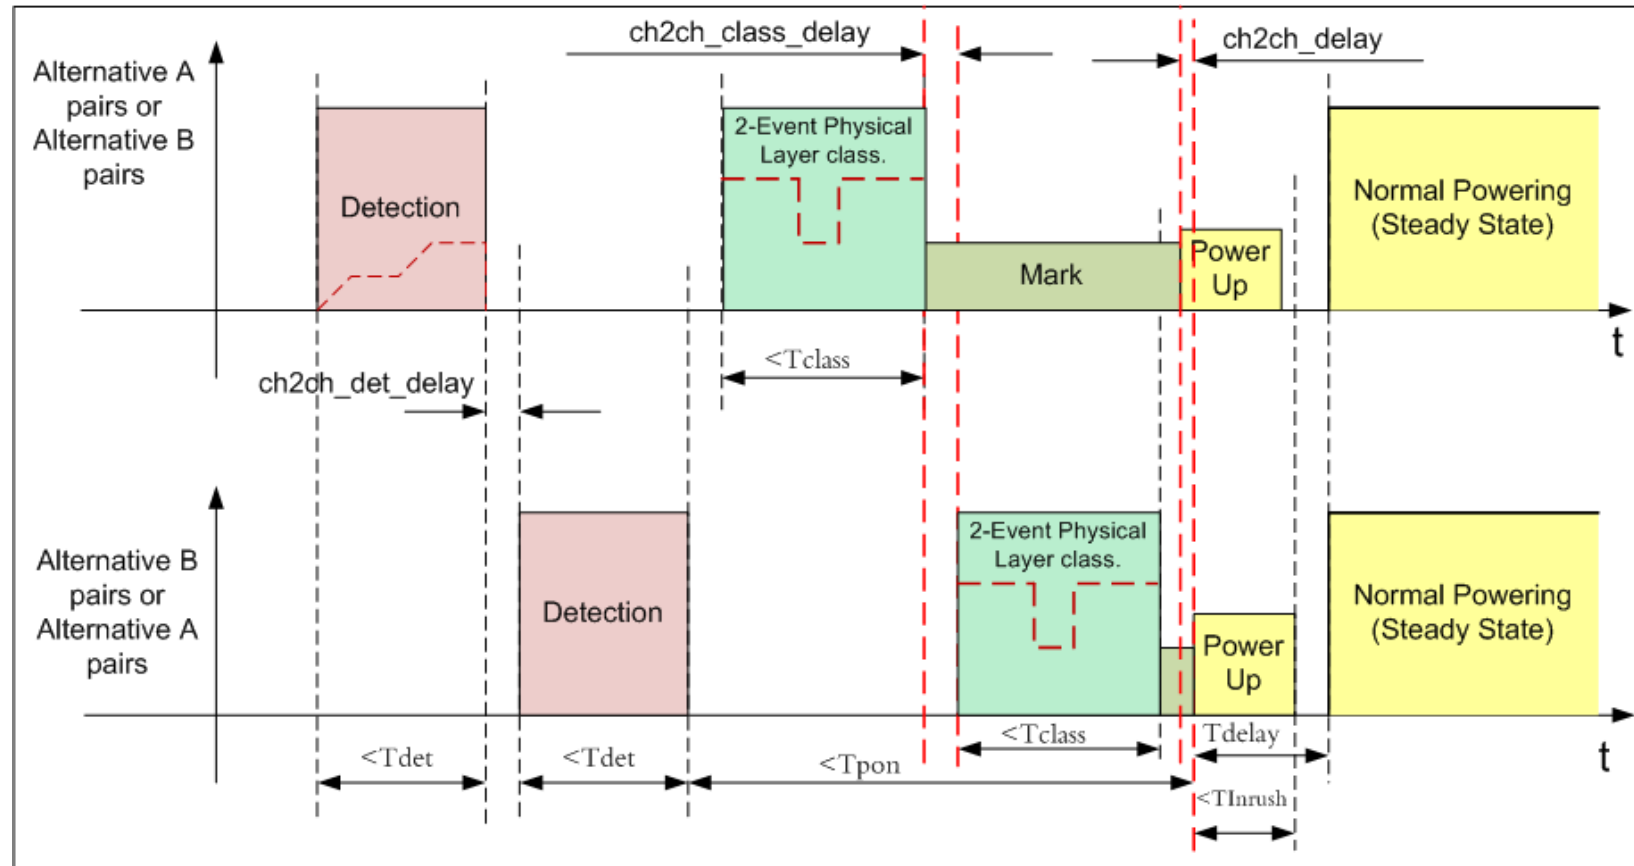 ch2ch_class_delay
ch2ch_delay
Alternative A
pairs or
Alternative B
pairs
Detection
2-Event Physical
Layer class.
Mark
Power
Up
Normal Powering
(Steady State)
t
<Tclass
ch2ch_det_delay
Alternative B
pairs or
Alternative A
pairs
Detection
2-Event Physical
Layer class.
Power
Up
Normal Powering
(Steady State)
t
<Tdet
<Tdet
<Tpon
<Tclass
Tdelay
<TInrush